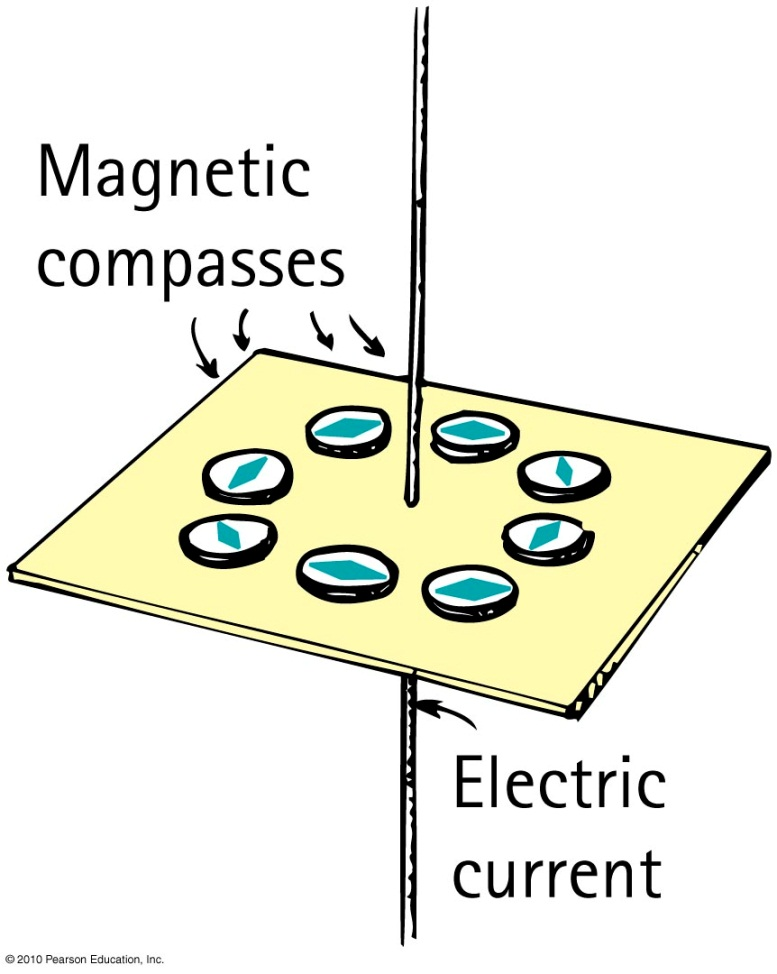 Magnetic
compasses
Electric
current
© 2010 Pearson Education, Inc.